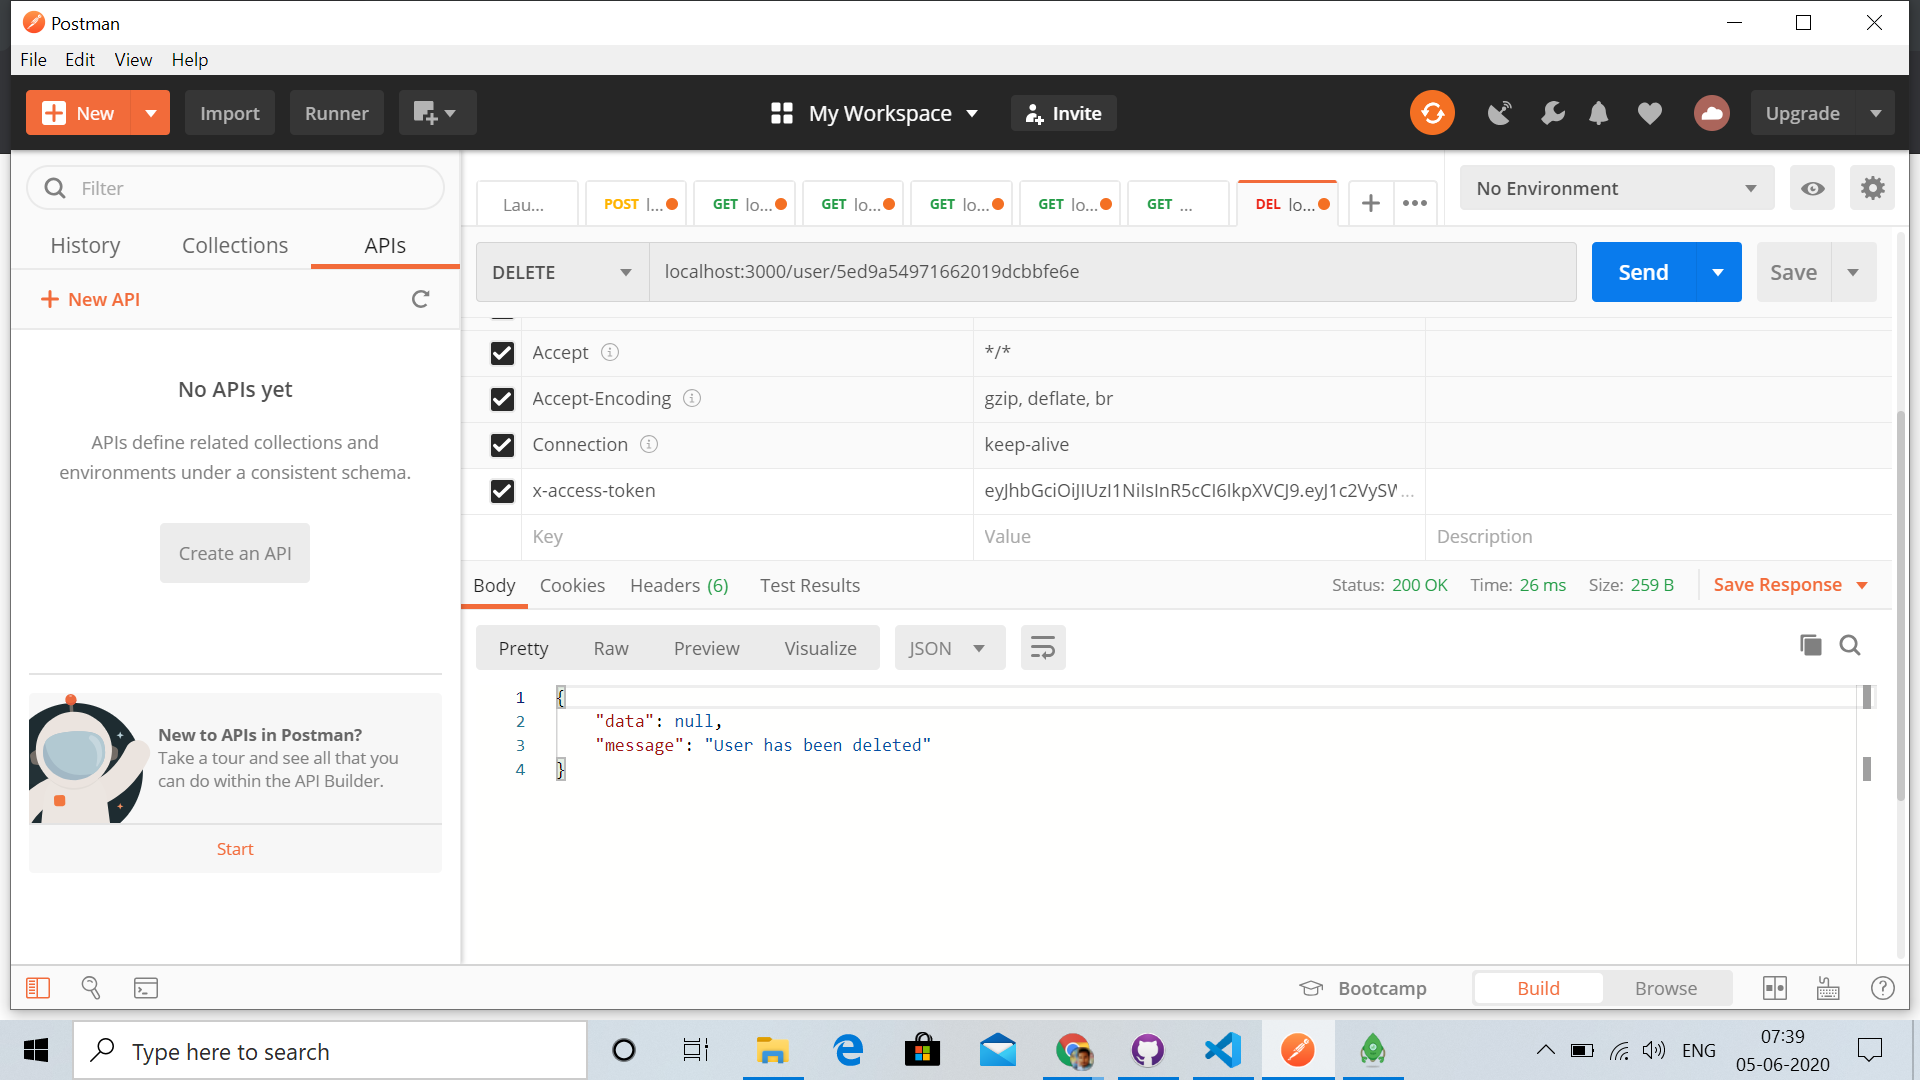 Postman
File Edit View Help
New Import Runner My Workspace Invite Upgrade
Filter
History Collections APIs
New API
No APIs yet
APIs define related collections and
environments under a consistent schema.
Create an API
New to APIs in Postman?
Take a tour and see all that you
can do within the API Builder.
Start
Lau... POST l... GET lo... GET lo... GET lo... GET lo... GET ... DEL lo... + •••
No Environment
DELETE localhost:3000/user/5ed9a54971662019dcbbfe6e Send Save
Accept */*
Accept-Encoding gzip, deflate, br
Connection keep-alive
x-access-token eyJhbGciOiJIUzI1NiIsInR5cCI6IkpXVCJ9.eyJ1c2VySW...
Key Value Description
Body Cookies Headers (6) Test Results Status: 200 OK Time: 26 ms Size: 259 B Save Response
Pretty Raw Preview Visualize JSON
1 {
2 "data": null,
3 "message": "User has been deleted"
4 }
Bootcamp Build Browse
Type here to search
ENG
07:39
05-06-2020